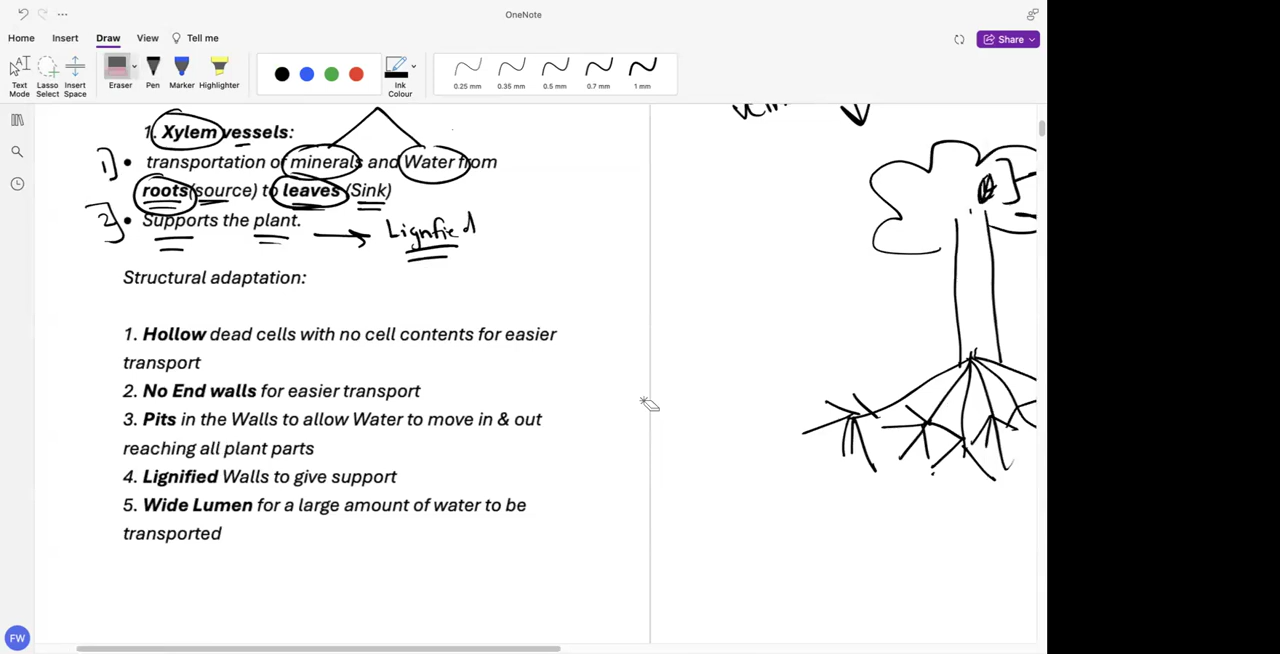 OneNote
Home Insert Draw View Tell me
Share
Text Mode
Lasso Select
Insert Space
Eraser
Pen
Marker
Highlighter
Ink Colour
0.25 mm 0.35 mm 0.5 mm 0.7 mm 1 mm
1. Xylem vessels:
1] • transportation of minerals and Water from
roots(source) to leaves (Sink)
2] • Supports the plant. Lignfied
Structural adaptation:
1. Hollow dead cells with no cell contents for easier
transport
2. No End walls for easier transport
3. Pits in the Walls to allow Water to move in & out
reaching all plant parts
4. Lignified Walls to give support
5. Wide Lumen for a large amount of water to be
transported
FW